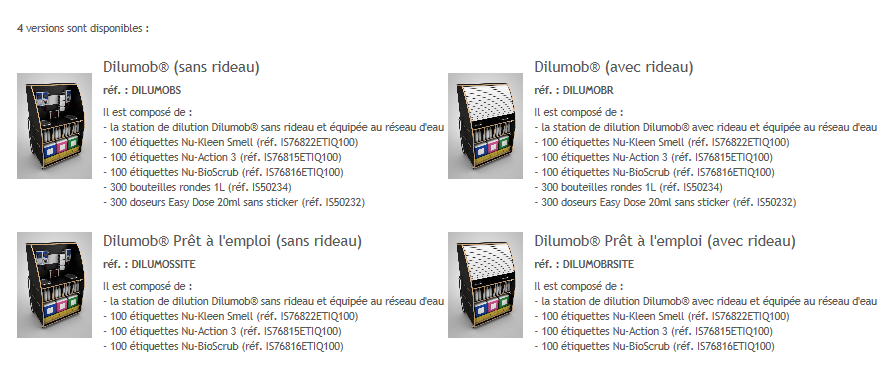 4 versions sont disponibles :
Dilumob® (sans rideau)
réf. : DILUMOBS
Il est composé de :
- la station de dilution Dilumob® sans rideau et équipée au réseau d'eau
- 100 étiquettes Nu-Kleen Smell (réf. IS76822ETIQ100)
- 100 étiquettes Nu-Action 3 (réf. IS76815ETIQ100)
- 100 étiquettes Nu-BioScrub (réf. IS76816ETIQ100)
- 300 bouteilles rondes 1L (réf. IS50234)
- 300 doseurs Easy Dose 20ml sans sticker (réf. IS50232)
Dilumob® (avec rideau)
réf. : DILUMOBR
Il est composé de :
- la station de dilution Dilumob® avec rideau et équipée au réseau d'eau
- 100 étiquettes Nu-Kleen Smell (réf. IS76822ETIQ100)
- 100 étiquettes Nu-Action 3 (réf. IS76815ETIQ100)
- 100 étiquettes Nu-BioScrub (réf. IS76816ETIQ100)
- 300 bouteilles rondes 1L (réf. IS50234)
- 300 doseurs Easy Dose 20ml sans sticker (réf. IS50232)
Dilumob® Prêt à l'emploi (sans rideau)
réf. : DILUMOSSITE
Il est composé de :
- la station de dilution Dilumob® sans rideau et équipée au réseau d'eau
- 100 étiquettes Nu-Kleen Smell (réf. IS76822ETIQ100)
- 100 étiquettes Nu-Action 3 (réf. IS76815ETIQ100)
- 100 étiquettes Nu-BioScrub (réf. IS76816ETIQ100)
Dilumob® Prêt à l'emploi (avec rideau)
réf. : DILUMOBRSITE
Il est composé de :
- la station de dilution Dilumob® avec rideau et équipée au réseau d'eau
- 100 étiquettes Nu-Kleen Smell (réf. IS76822ETIQ100)
- 100 étiquettes Nu-Action 3 (réf. IS76815ETIQ100)
- 100 étiquettes Nu-BioScrub (réf. IS76816ETIQ100)